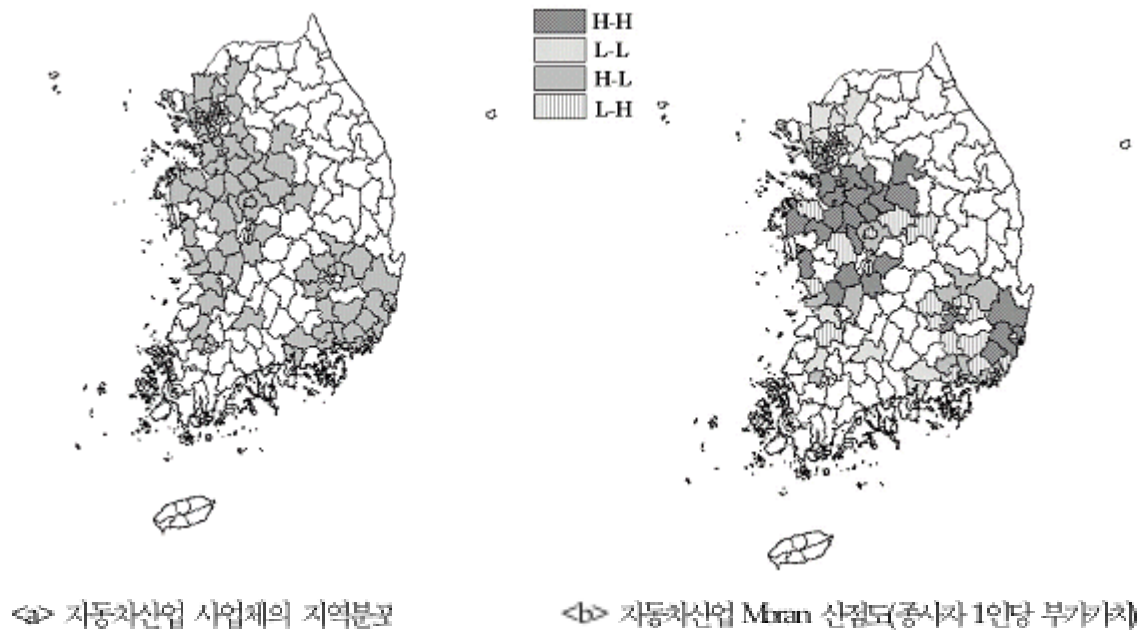 H-H
L-L
H-L
L-H
<a> 자동차산업 사업체의 지역분포
<b> 자동차산업 Moran 산점도(종사자 1인당 부가가치)